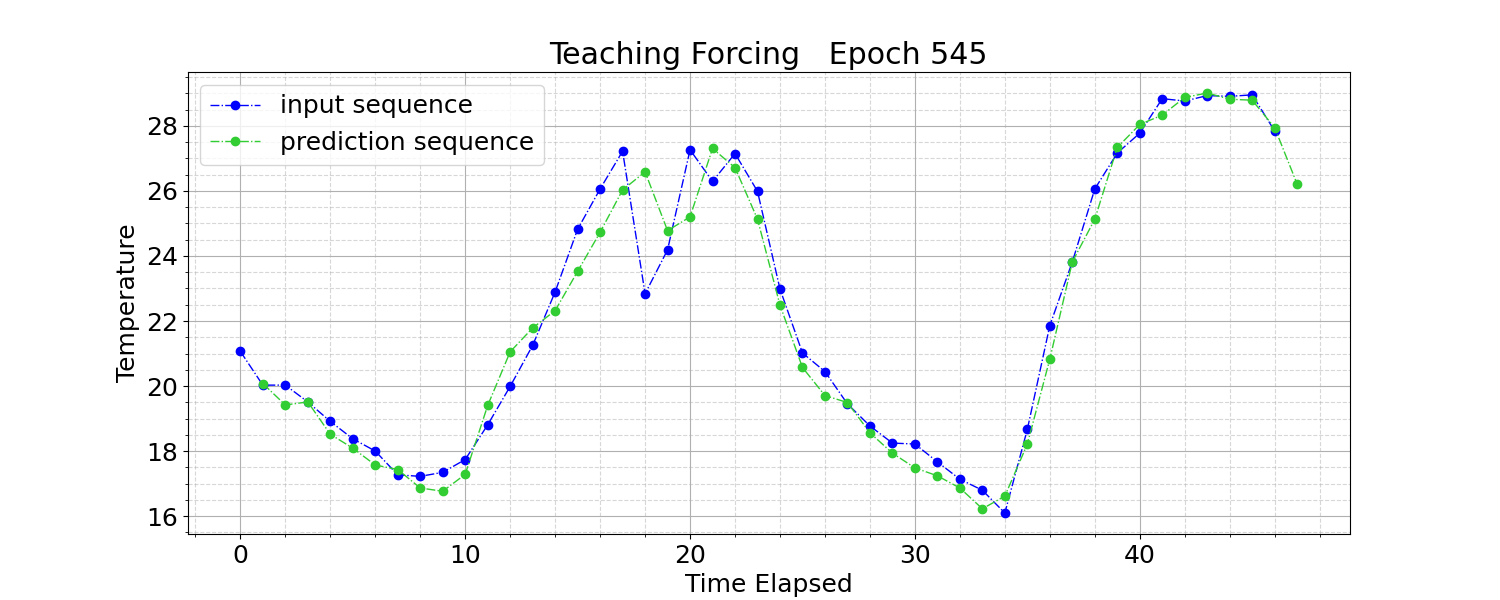 Teaching Forcing   Epoch 545
input sequence
prediction sequence
Temperature
28
26
24
22
20
18
16
0 10 20 30 40
Time Elapsed